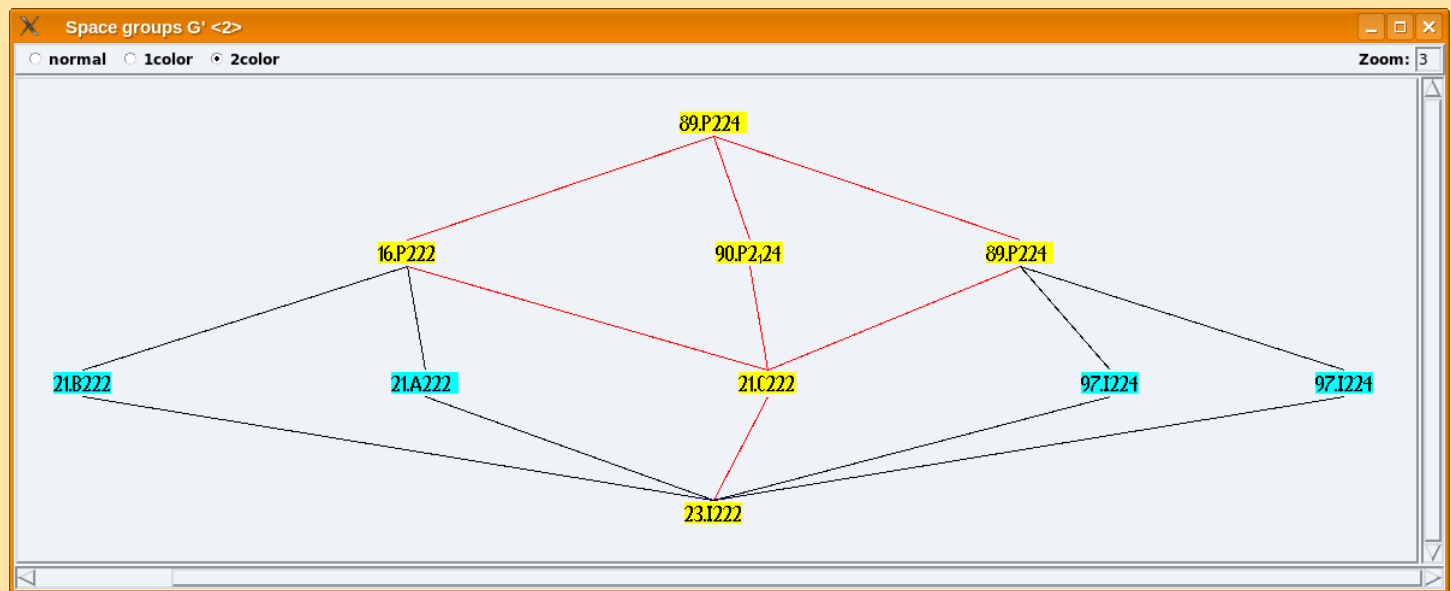 Space groups G' <2>
normal 1color 2color Zoom: 3
89.P224
16.P222 90.P2₁24 89.P224
21.B222 21.A222 21.C222 97.I224 97.I224
23.I222